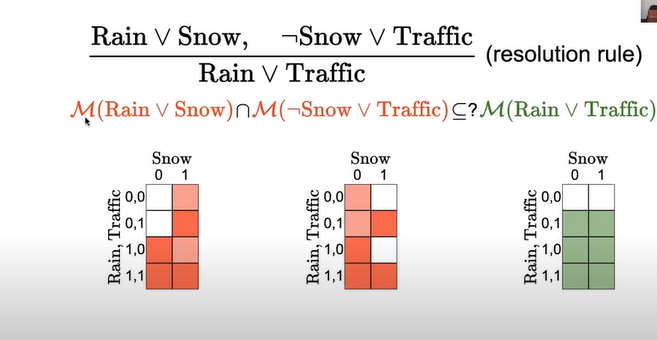 Rain ∨ Snow,    ¬Snow ∨ Traffic
Rain ∨ Traffic
(resolution rule)
ℳ(Rain ∨ Snow)∩ℳ(¬Snow ∨ Traffic)⊆?ℳ(Rain ∨ Traffic)
Snow
0 1
Rain, Traffic
0,0
0,1
1,0
1,1
Snow
0 1
Rain, Traffic
0,0
0,1
1,0
1,1
Snow
0 1
Rain, Traffic
0,0
0,1
1,0
1,1